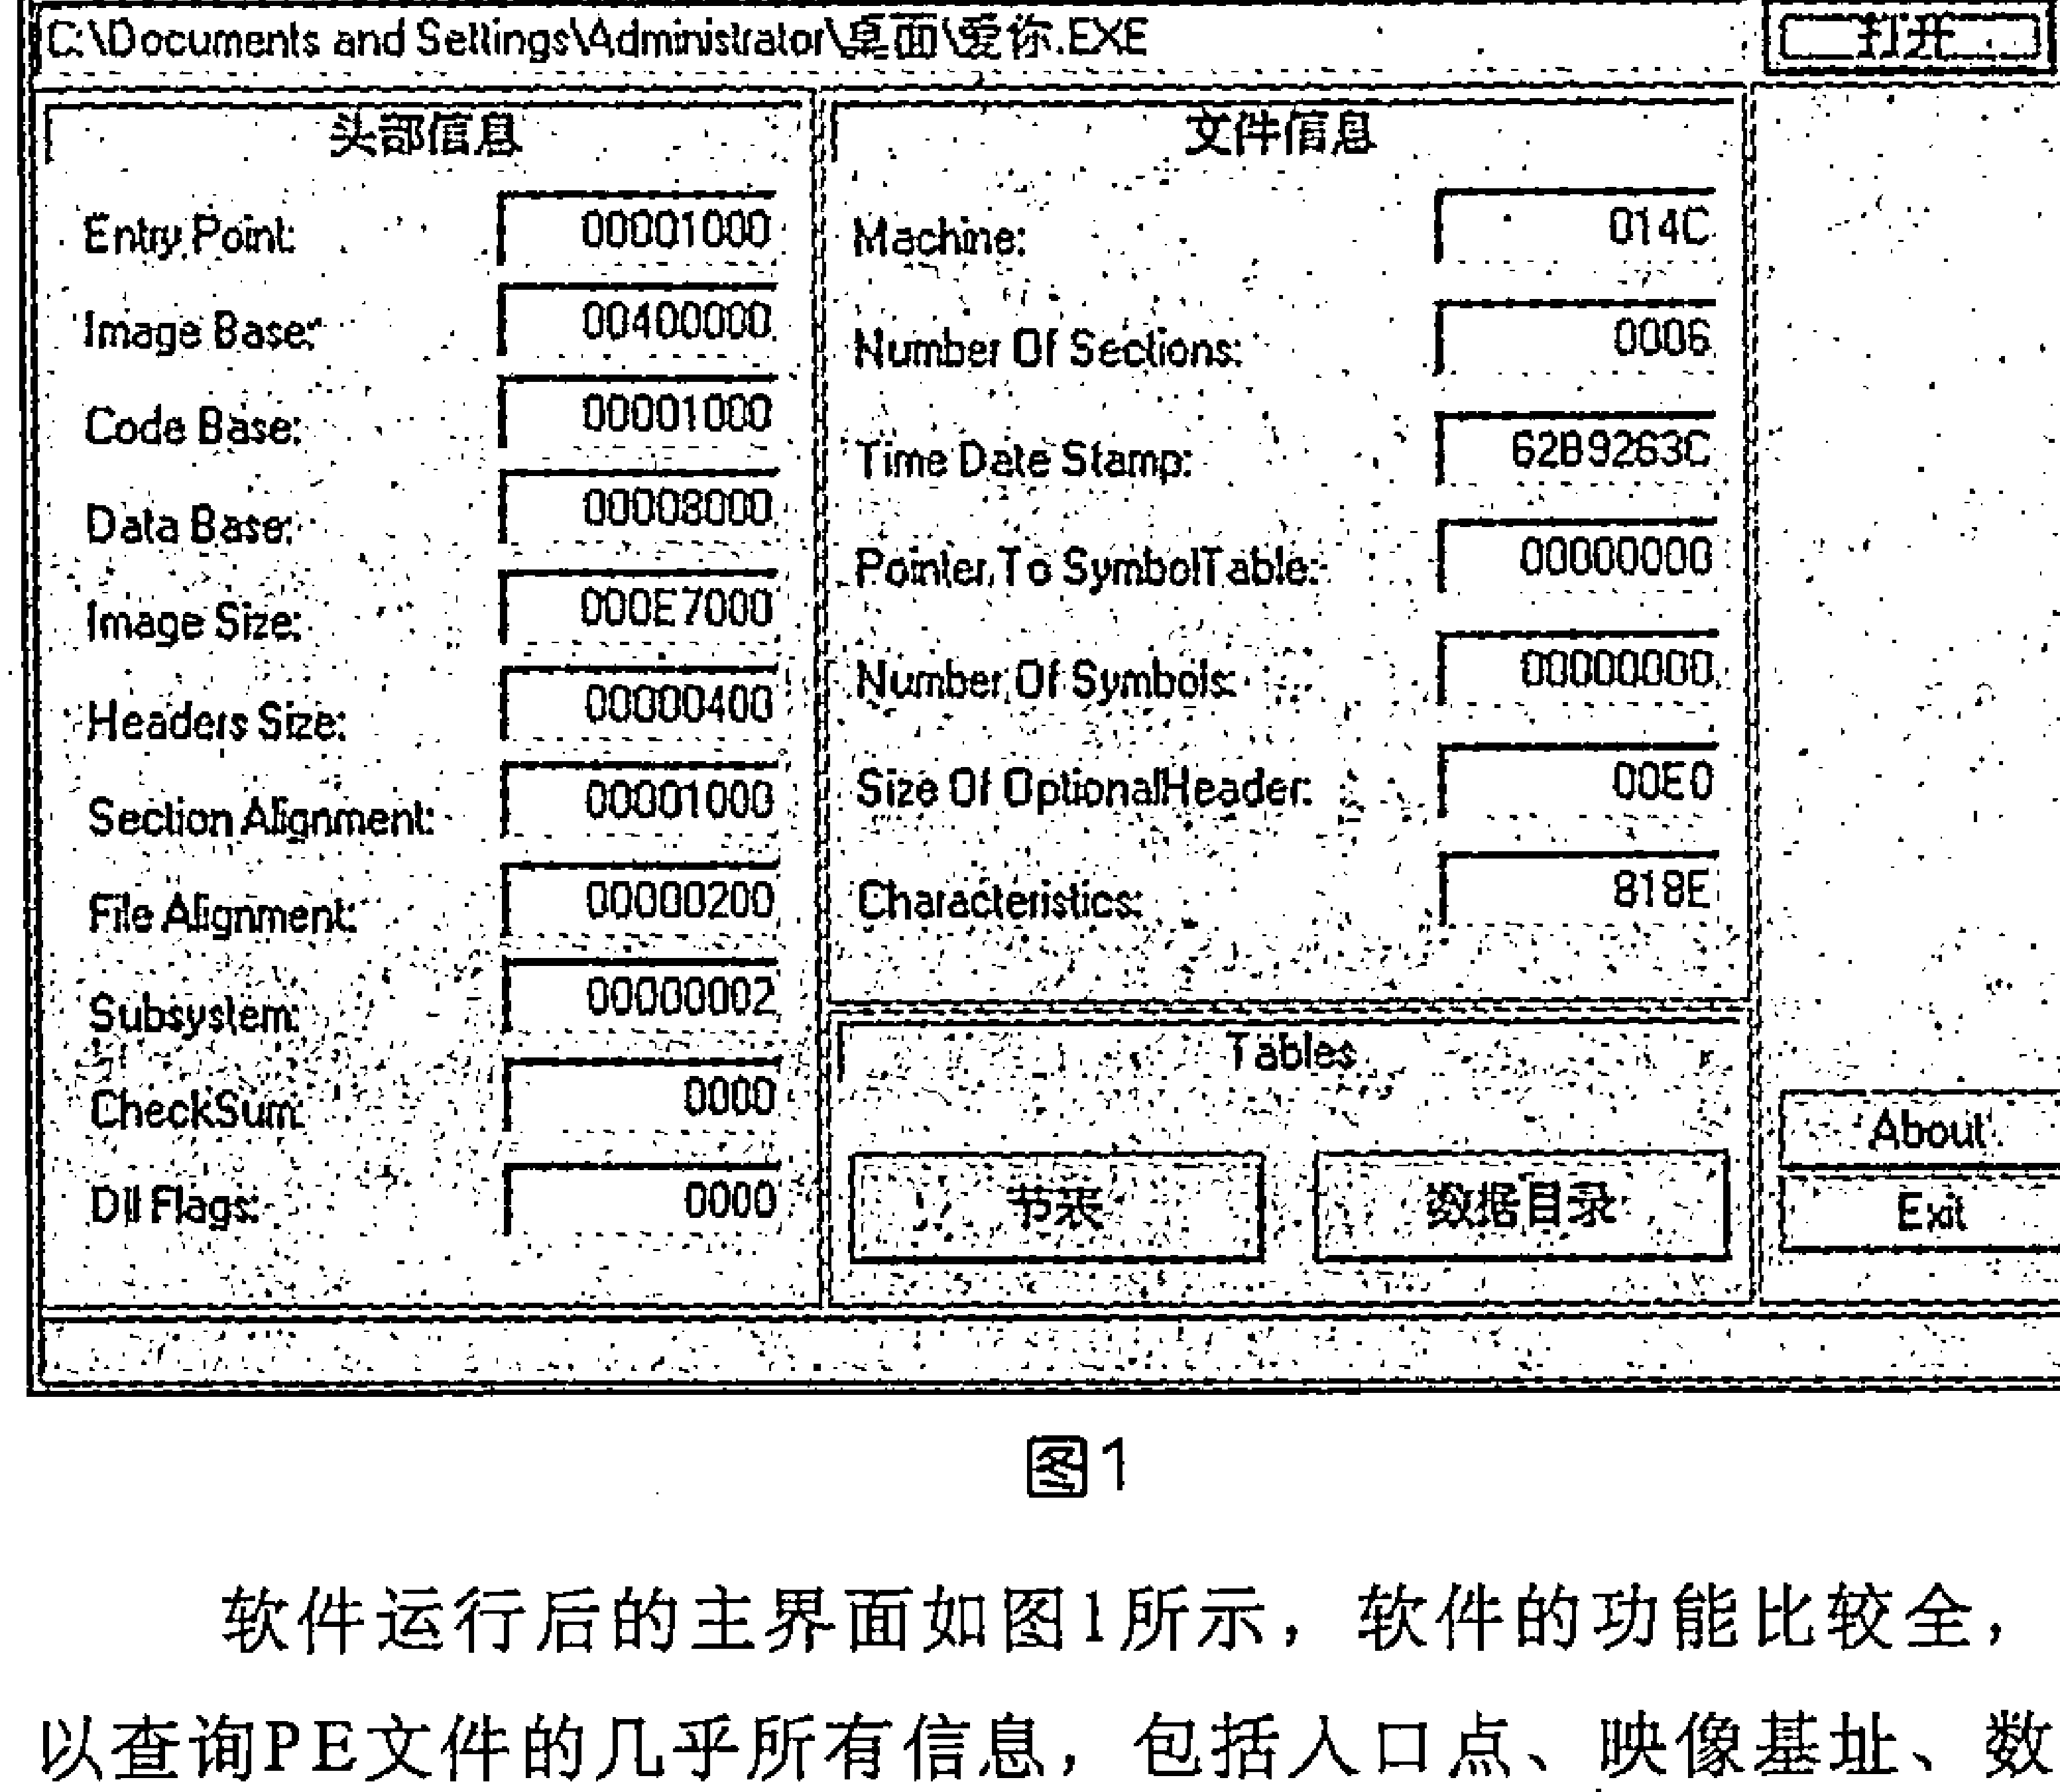 C:\Documents and Settings\Administrator\桌面\爱你.EXE
打开
头部信息
Entry Point: 00001000
Image Base: 00400000
Code Base: 00001000
Data Base: 00008000
Image Size: 000E7000
Headers Size: 00000400
Section Alignment: 00001000
File Alignment: 00000200
Subsystem: 00000002
CheckSum: 0000
Dll Flags: 0000
文件信息
Machine: 014C
Number Of Sections: 0006
Time Date Stamp: 62B9263C
Pointer To SymbolTable: 00000000
Number Of Symbols: 00000000
Size Of OptionalHeader: 00E0
Characteristics: 818E
Tables
节表
数据目录
About
Exit
图1
软件运行后的主界面如图1所示，软件的功能比较全，
以查询PE文件的几乎所有信息，包括入口点、映像基址、数